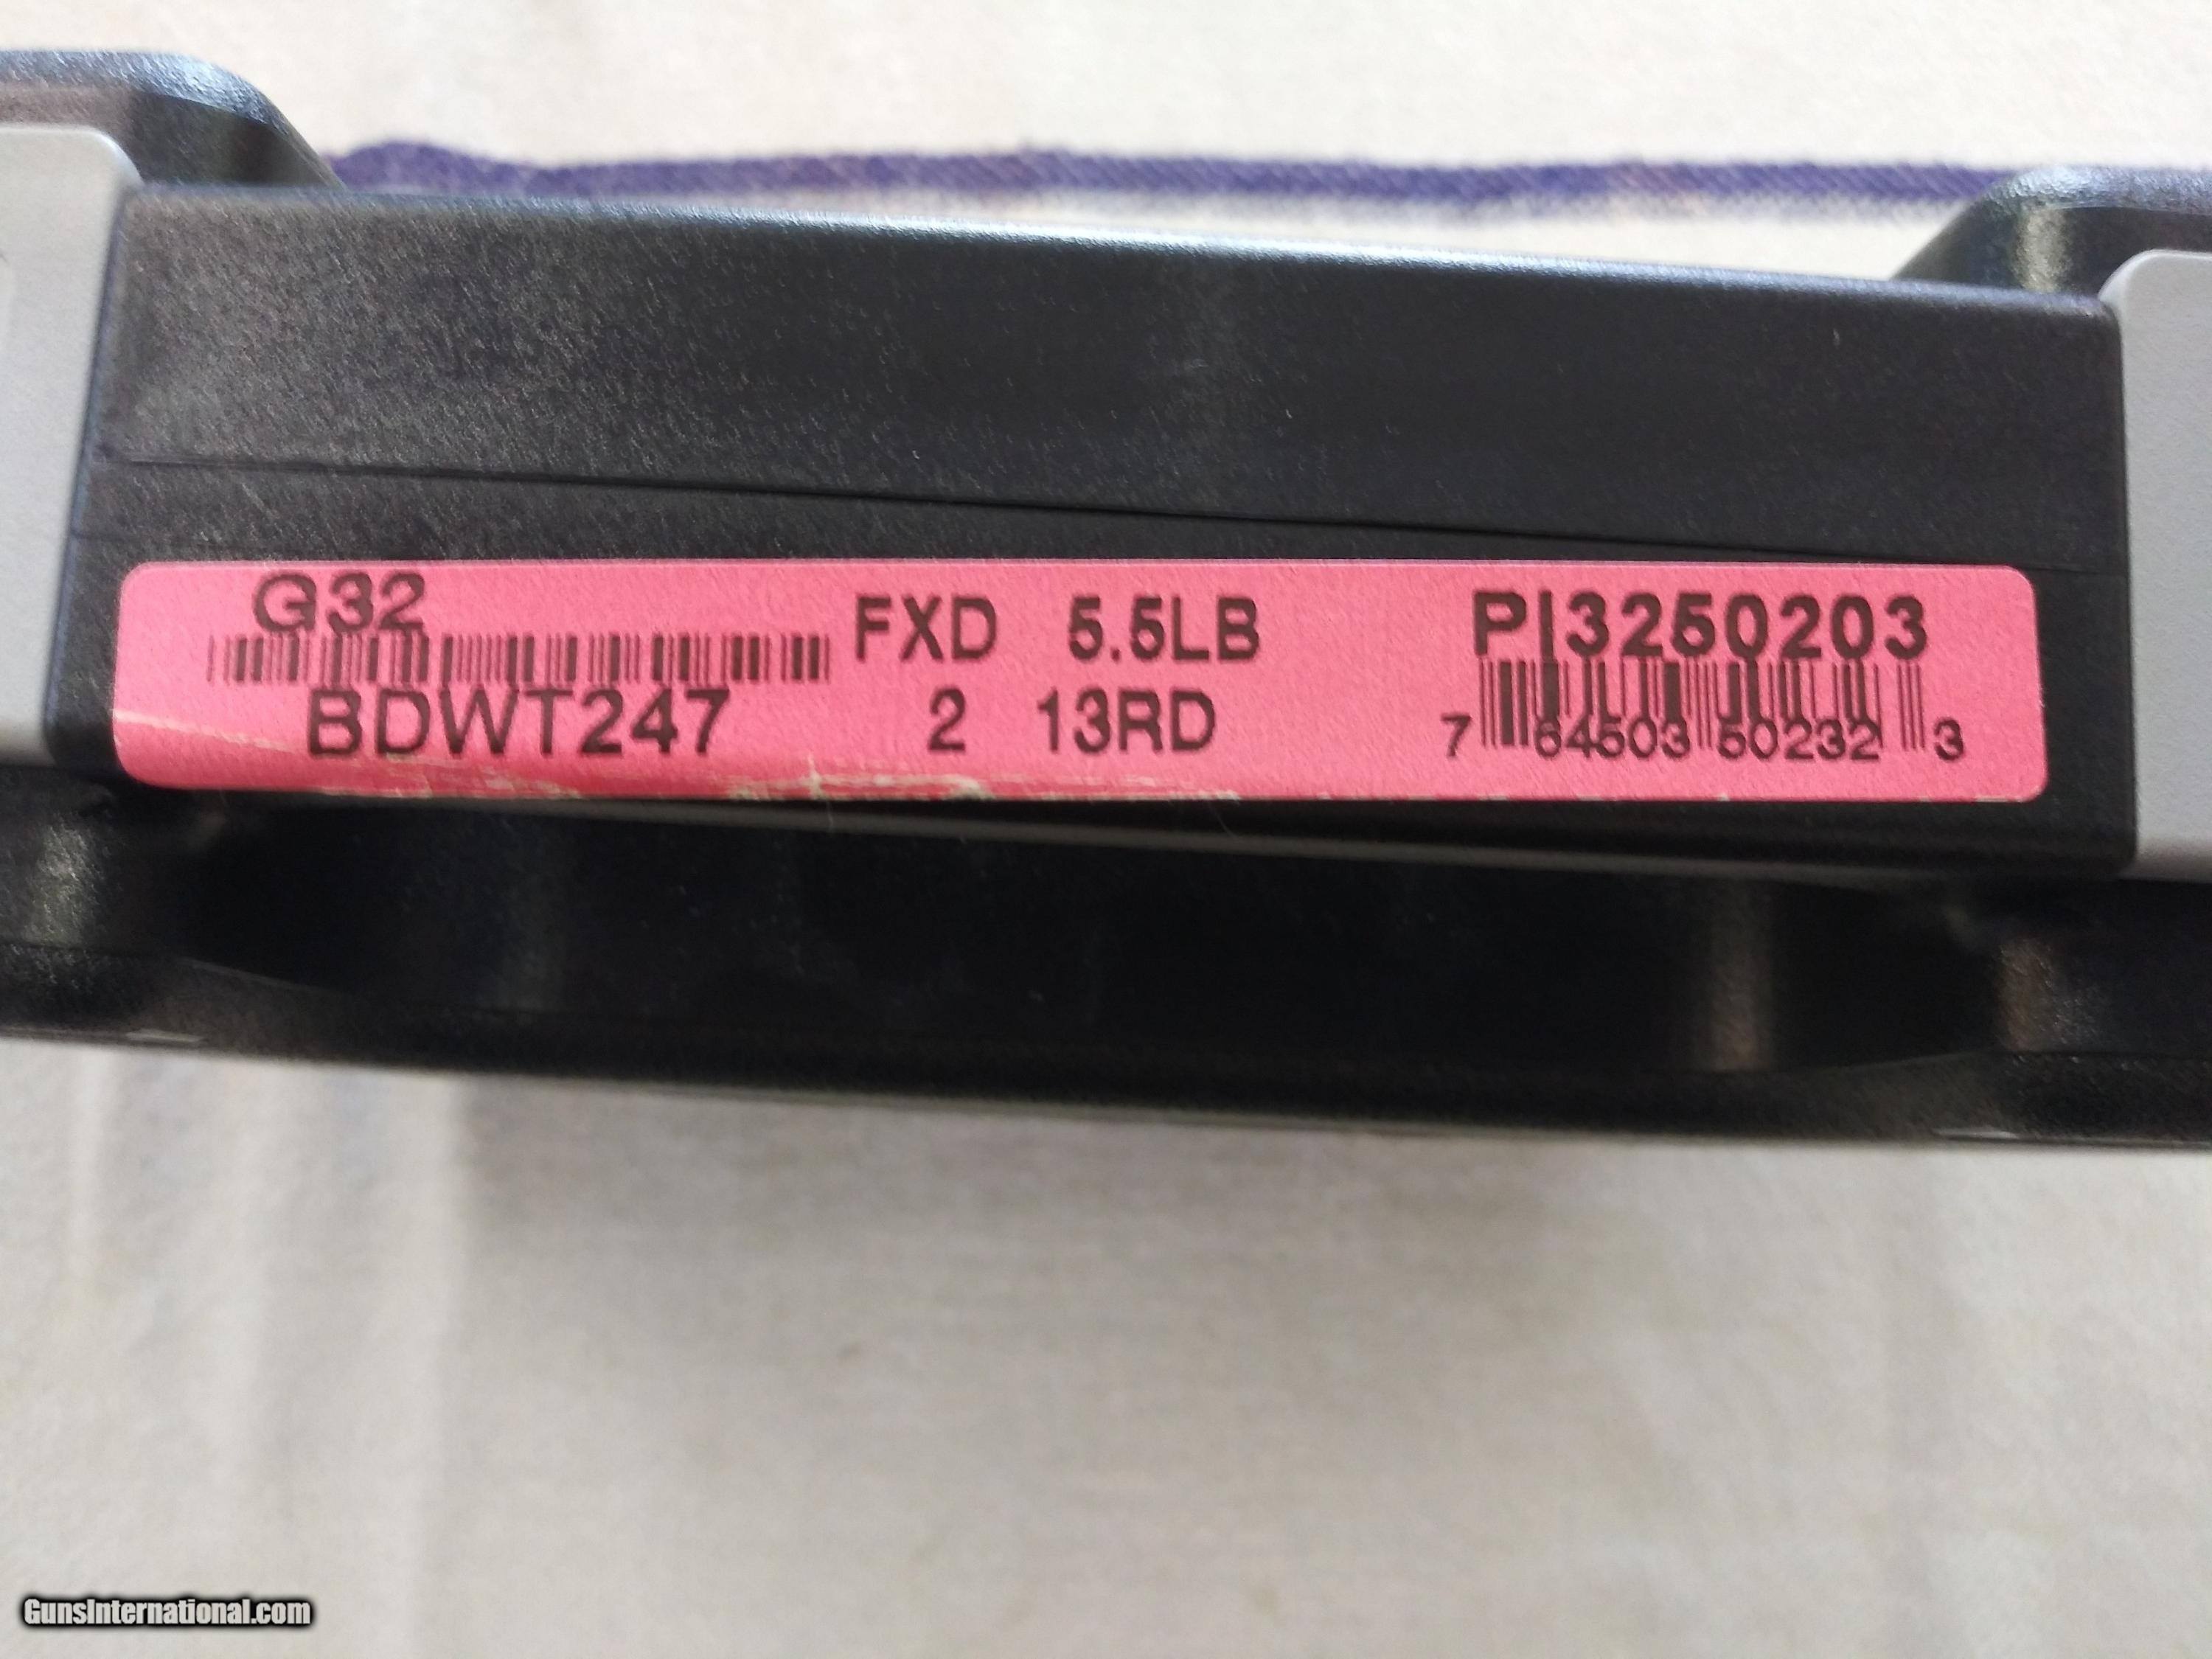 G32 FXD 5.5LB PI3250203
BDWT247 2 13RD 7 64503 50232 3
GunsInternational.com